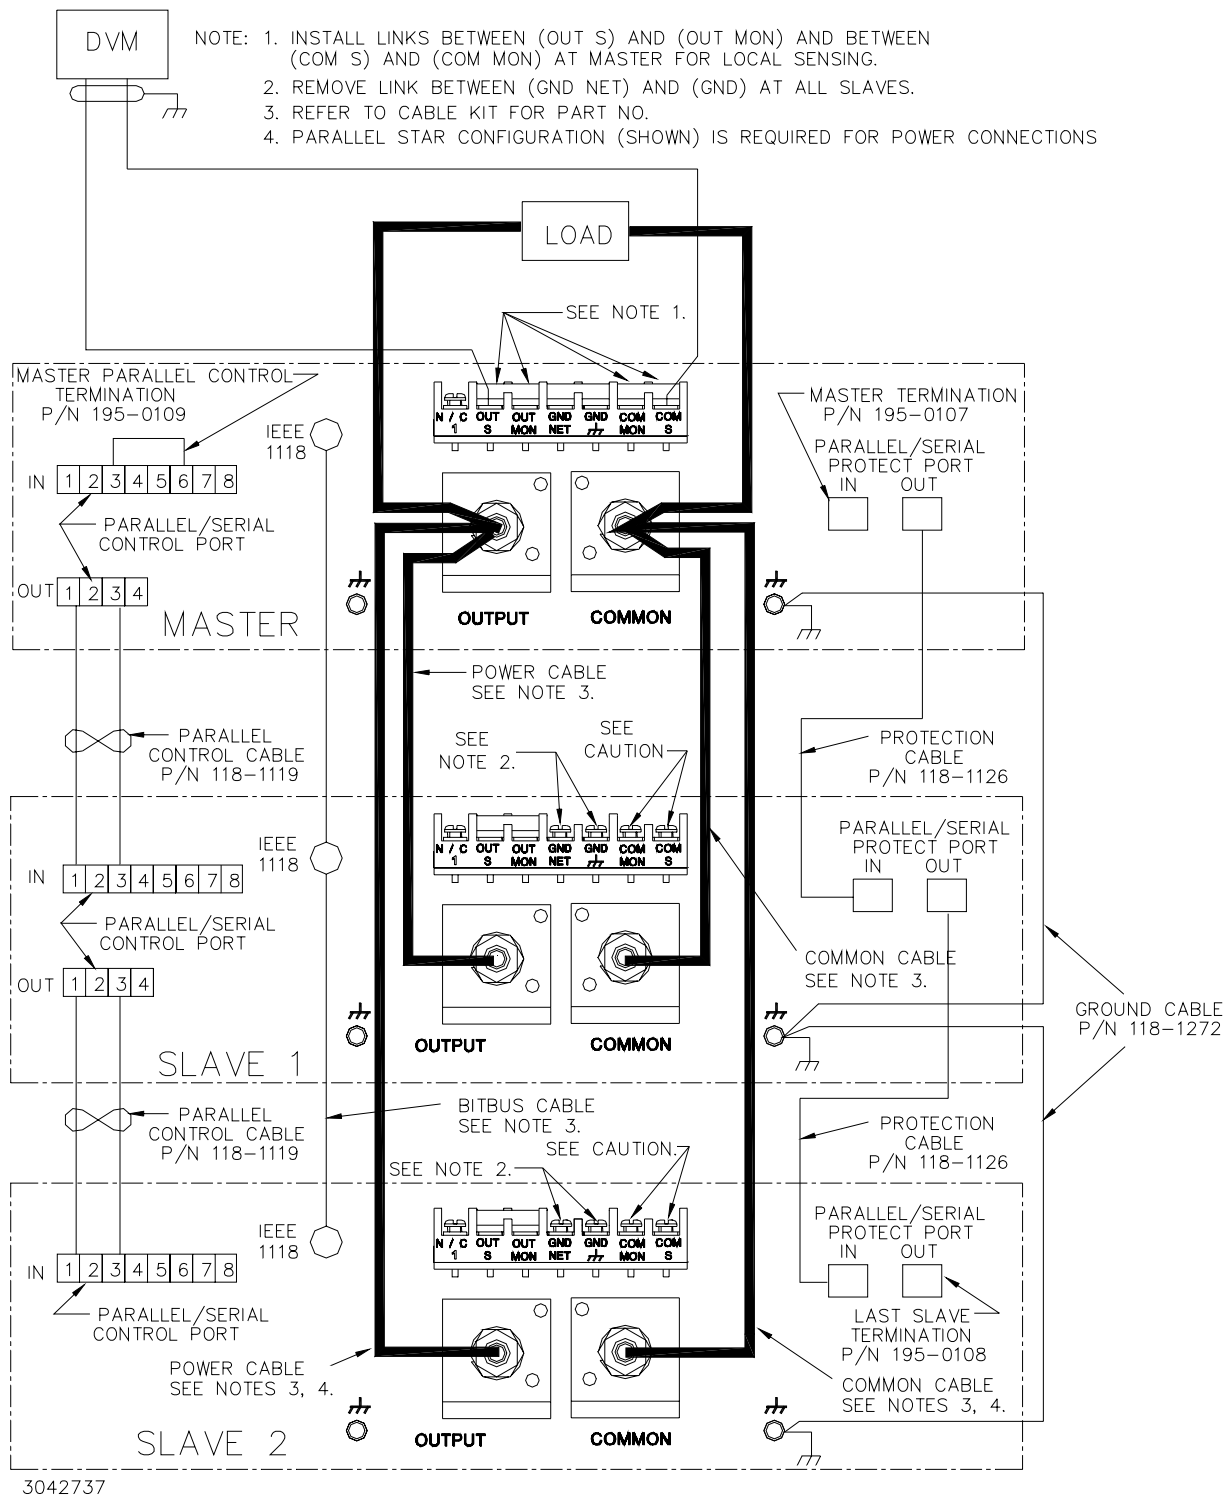 DVM
NOTE: 1. INSTALL LINKS BETWEEN (OUT S) AND (OUT MON) AND BETWEEN
(COM S) AND (COM MON) AT MASTER FOR LOCAL SENSING.
2. REMOVE LINK BETWEEN (GND NET) AND (GND) AT ALL SLAVES.
3. REFER TO CABLE KIT FOR PART NO.
4. PARALLEL STAR CONFIGURATION (SHOWN) IS REQUIRED FOR POWER CONNECTIONS
LOAD
SEE NOTE 1.
MASTER PARALLEL CONTROL
TERMINATION
P/N 195-0109
IEEE
1118
IN 1 2 3 4 5 6 7 8
PARALLEL/SERIAL
CONTROL PORT
OUT 1 2 3 4
MASTER
N / C OUT OUT GND GND COM COM
1 S MON NET MON S
OUTPUT COMMON
MASTER TERMINATION
P/N 195-0107
PARALLEL/SERIAL
PROTECT PORT
IN OUT
POWER CABLE
SEE NOTE 3.
PARALLEL
CONTROL CABLE
P/N 118-1119
SEE
NOTE 2.
SEE
CAUTION
PROTECTION
CABLE
P/N 118-1126
IEEE
1118
IN 1 2 3 4 5 6 7 8
PARALLEL/SERIAL
CONTROL PORT
OUT 1 2 3 4
SLAVE 1
N / C OUT OUT GND GND COM COM
1 S MON NET MON S
OUTPUT COMMON
PARALLEL/SERIAL
PROTECT PORT
IN OUT
COMMON CABLE
SEE NOTE 3.
GROUND CABLE
P/N 118-1272
PARALLEL
CONTROL CABLE
P/N 118-1119
BITBUS CABLE
SEE NOTE 3.
SEE CAUTION.
SEE NOTE 2.
PROTECTION
CABLE
P/N 118-1126
IEEE
1118
IN 1 2 3 4 5 6 7 8
PARALLEL/SERIAL
CONTROL PORT
N / C OUT OUT GND GND COM COM
1 S MON NET MON S
PARALLEL/SERIAL
PROTECT PORT
IN OUT
LAST SLAVE
TERMINATION
P/N 195-0108
POWER CABLE
SEE NOTES 3, 4.
COMMON CABLE
SEE NOTES 3, 4.
SLAVE 2
OUTPUT COMMON
3042737